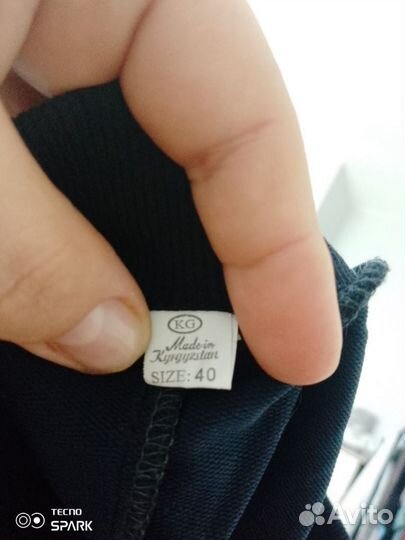 KG
Made in
Kyrgyzstan
SIZE: 40
TECNO
SPARK
Avito